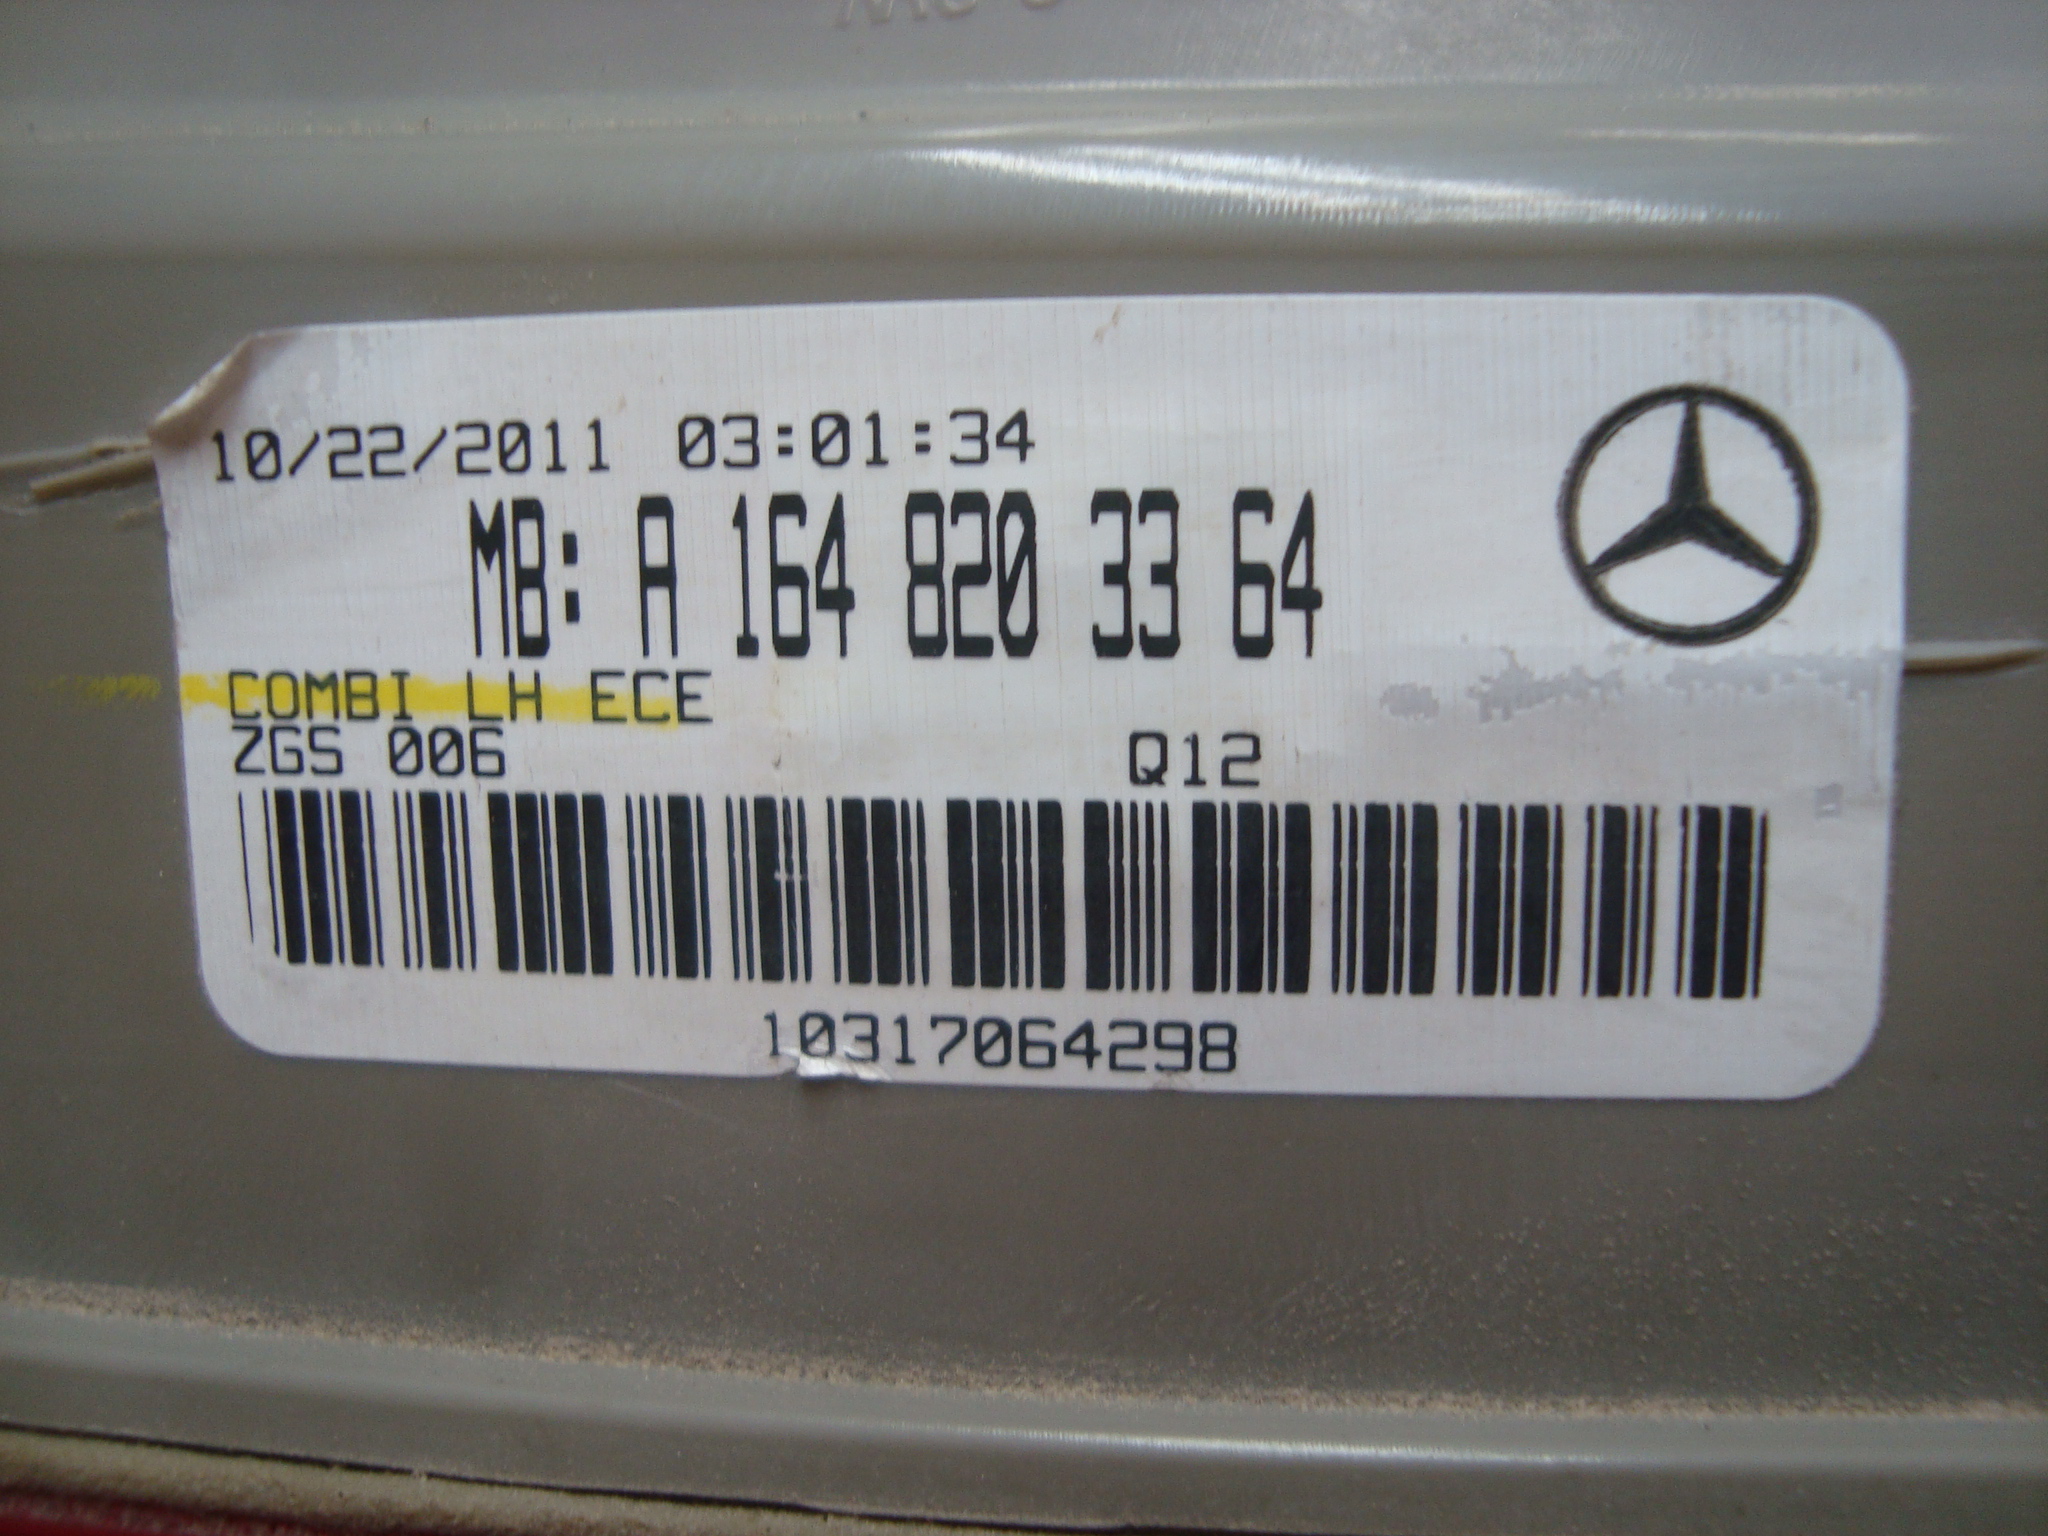 10/22/2011 03:01:34
MB: A 164 820 33 64
COMBI LH ECE
ZGS 006 Q12
10317064298